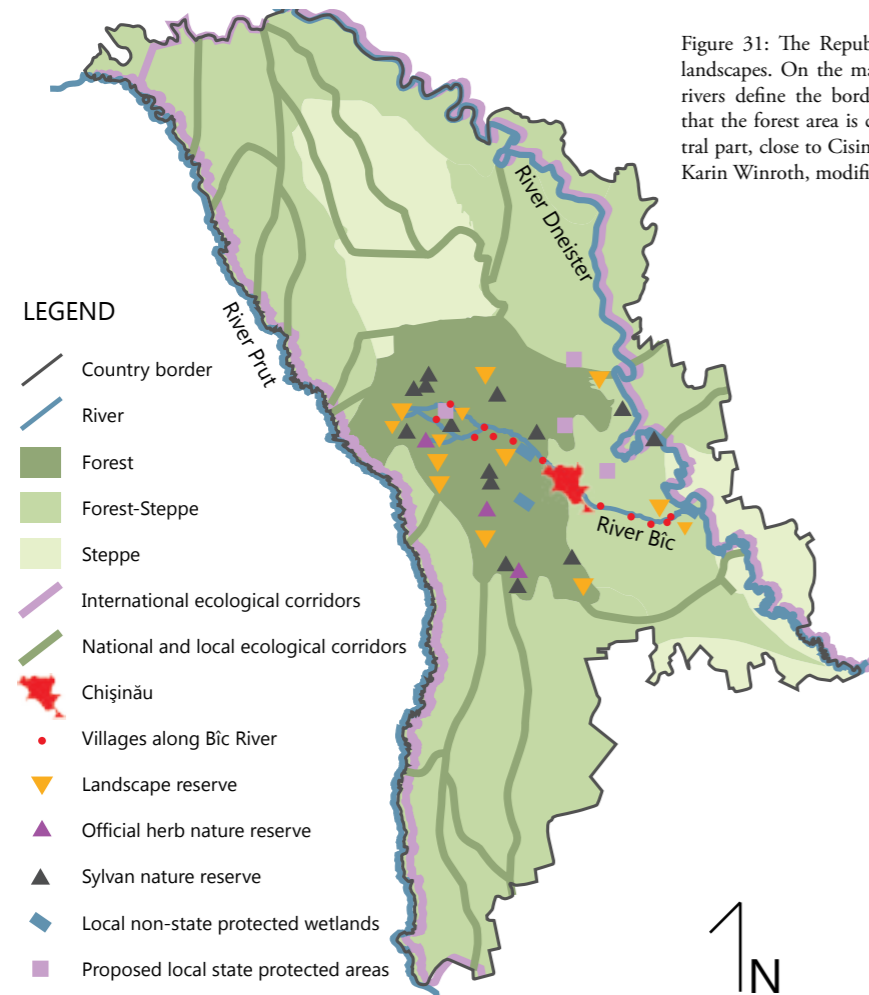 Figure 31: The Repub
landscapes. On the ma
rivers define the bord
that the forest area is c
tral part, close to Cisin
Karin Winroth, modifi
River Dneister
River Prut
River Bîc
LEGEND
Country border
River
Forest
Forest-Steppe
Steppe
International ecological corridors
National and local ecological corridors
Chişinău
Villages along Bîc River
Landscape reserve
Official herb nature reserve
Sylvan nature reserve
Local non-state protected wetlands
Proposed local state protected areas
N